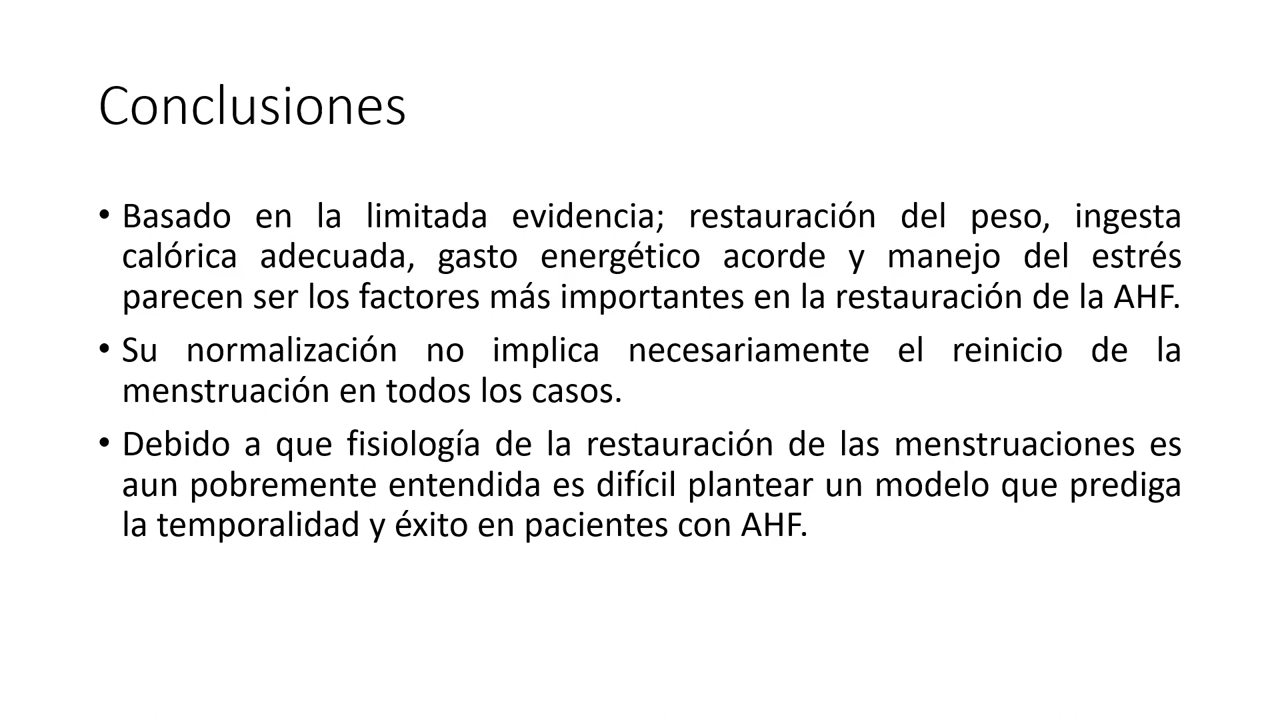 Conclusiones
• Basado en la limitada evidencia; restauración del peso, ingesta
calórica adecuada, gasto energético acorde y manejo del estrés
parecen ser los factores más importantes en la restauración de la AHF.
• Su normalización no implica necesariamente el reinicio de la
menstruación en todos los casos.
• Debido a que fisiología de la restauración de las menstruaciones es
aun pobremente entendida es difícil plantear un modelo que prediga
la temporalidad y éxito en pacientes con AHF.